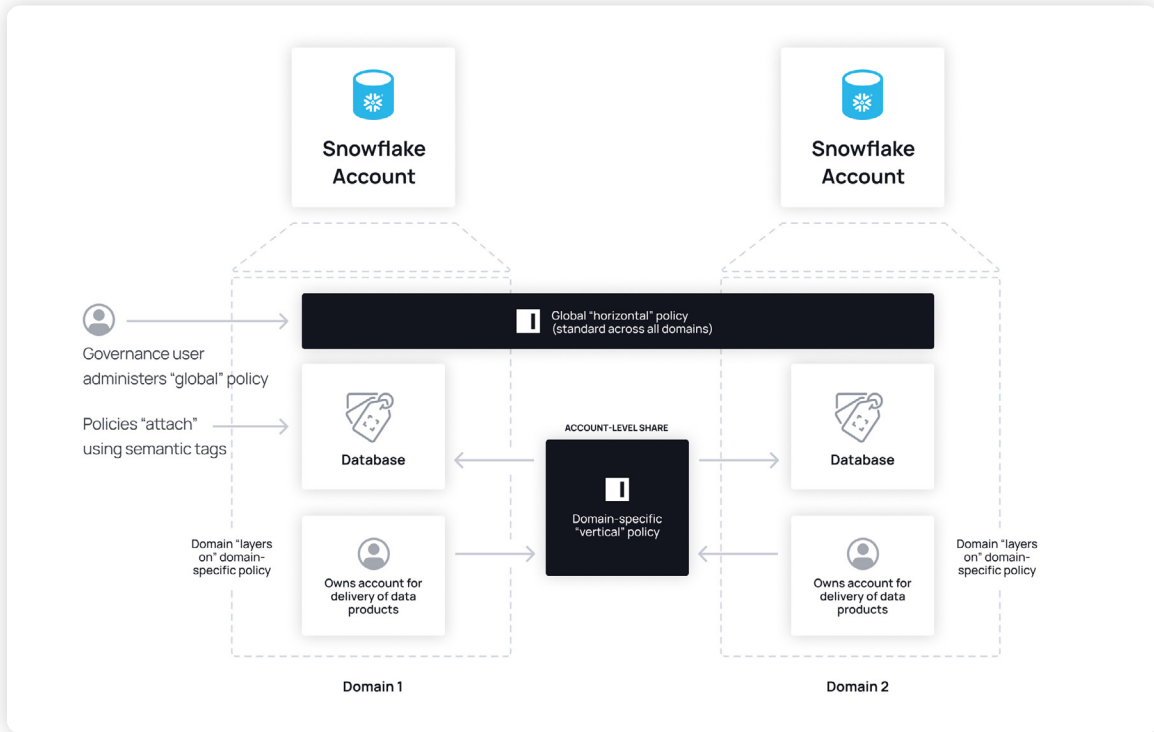 Snowflake
Account
Snowflake
Account
Global “horizontal” policy
(standard across all domains)
Governance user
administers “global” policy
Policies “attach”
using semantic tags
Database
ACCOUNT-LEVEL SHARE
Domain-specific
“vertical” policy
Database
Domain “layers
on” domain-
specific policy
Owns account for
delivery of data
products
Owns account for
delivery of data
products
Domain “layers
on” domain-
specific policy
Domain 1
Domain 2